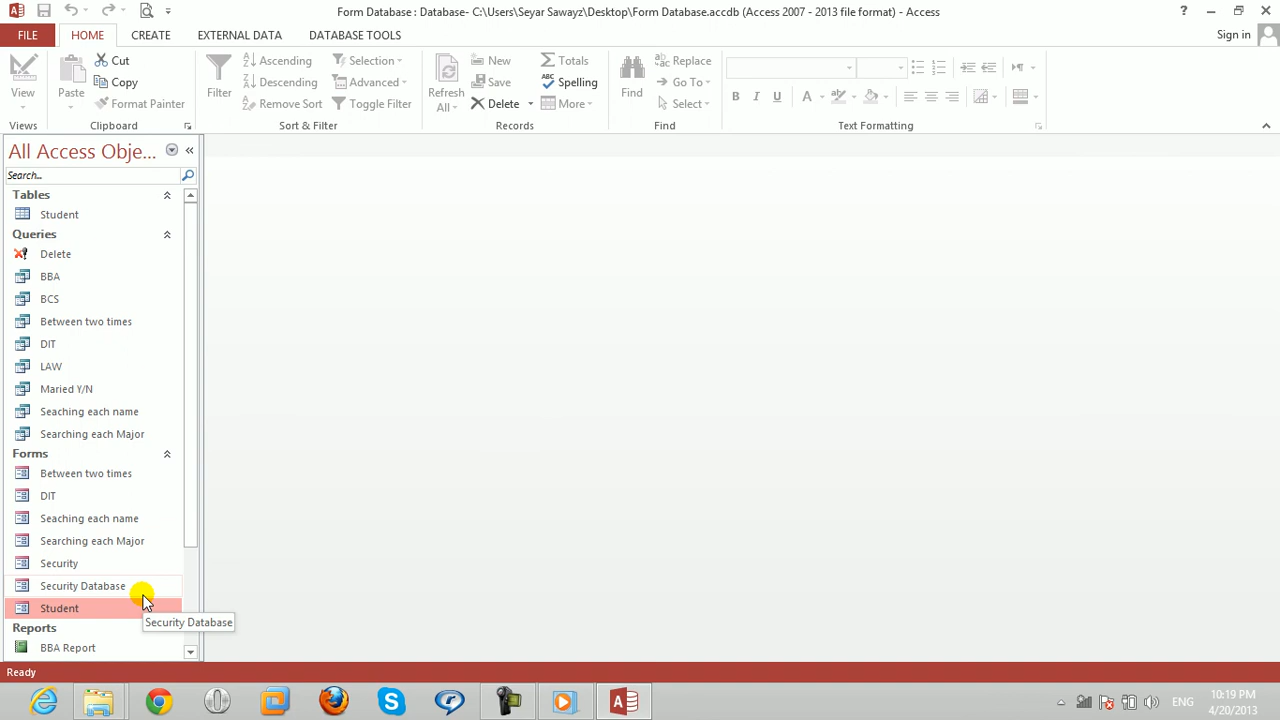 Form Database : Database- C:\Users\Seyar Sawayz\Desktop\Form Database.accdb (Access 2007 - 2013 file format) - Access
FILE HOME CREATE EXTERNAL DATA DATABASE TOOLS Sign in
View
Views
Paste
Cut
Copy
Format Painter
Clipboard
Filter
Ascending
Descending
Remove Sort
Selection
Advanced
Toggle Filter
Sort & Filter
Refresh
All
New
Save
Delete
Totals
Spelling
More
Records
Find
Replace
Go To
Select
Find
B I U A
Text Formatting
All Access Obje...
Search...
Tables
Student
Queries
Delete
BBA
BCS
Between two times
DIT
LAW
Maried Y/N
Seaching each name
Searching each Major
Forms
Between two times
DIT
Seaching each name
Searching each Major
Security
Security Database
Student
Security Database
Reports
BBA Report
Ready
ENG
10:19 PM
4/20/2013